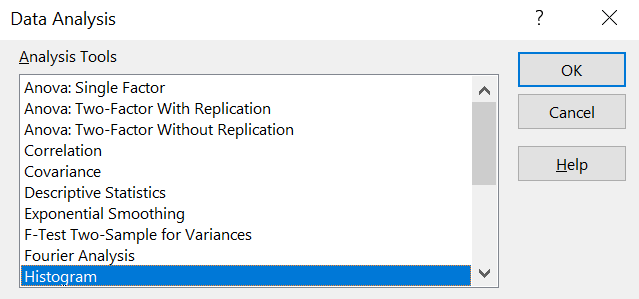 Data Analysis ?
Analysis Tools
Anova: Single Factor
Anova: Two-Factor With Replication
Anova: Two-Factor Without Replication
Correlation
Covariance
Descriptive Statistics
Exponential Smoothing
F-Test Two-Sample for Variances
Fourier Analysis
Histogram
OK
Cancel
Help